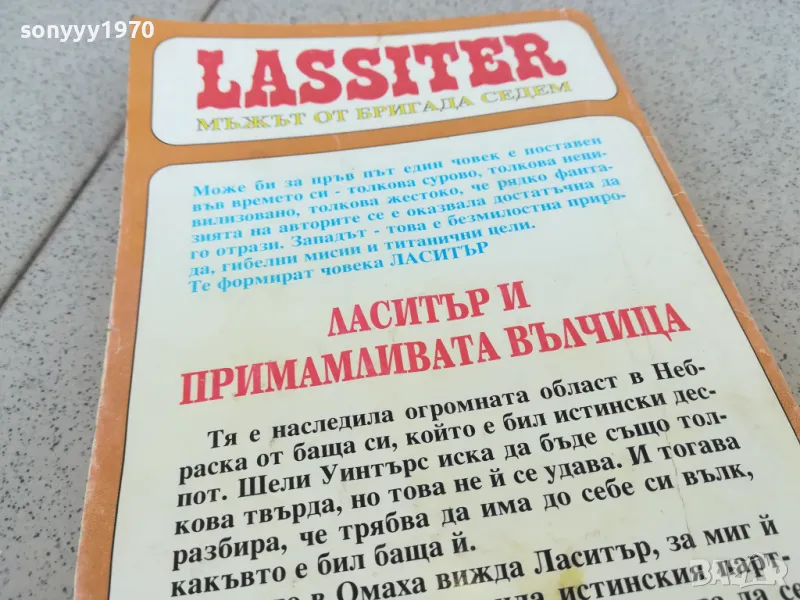 sonyyy1970
LASSITER
МЪЖЪТ ОТ БРИГАДА СЕДЕМ
Може би за пръв път един човек е поставен
във времето си - толкова сурово, толкова неци-
вилизовано, толкова жестоко, че рядко фанта-
зията на авторите се е оказвала достатъчна да
го отрази. Западът - това е безмилостна приро-
да, гибелни мисии и титанични цели.
Те формират човека ЛАСИТЪР
ЛАСИТЪР И
ПРИМАМЛИВАТА ВЪЛЧИЦА
Тя е наследила огромната област в Неб-
раска от баща си, който е бил истински дес-
пот. Шели Уинтърс иска да бъде също тол-
кова твърда, но това не й се удава. И тогава
разбира, че трябва да има до себе си вълк,
какъвто е бил баща й.
в Омаха вижда Ласитър, за миг й
истинския парт-
да се
BAZAR